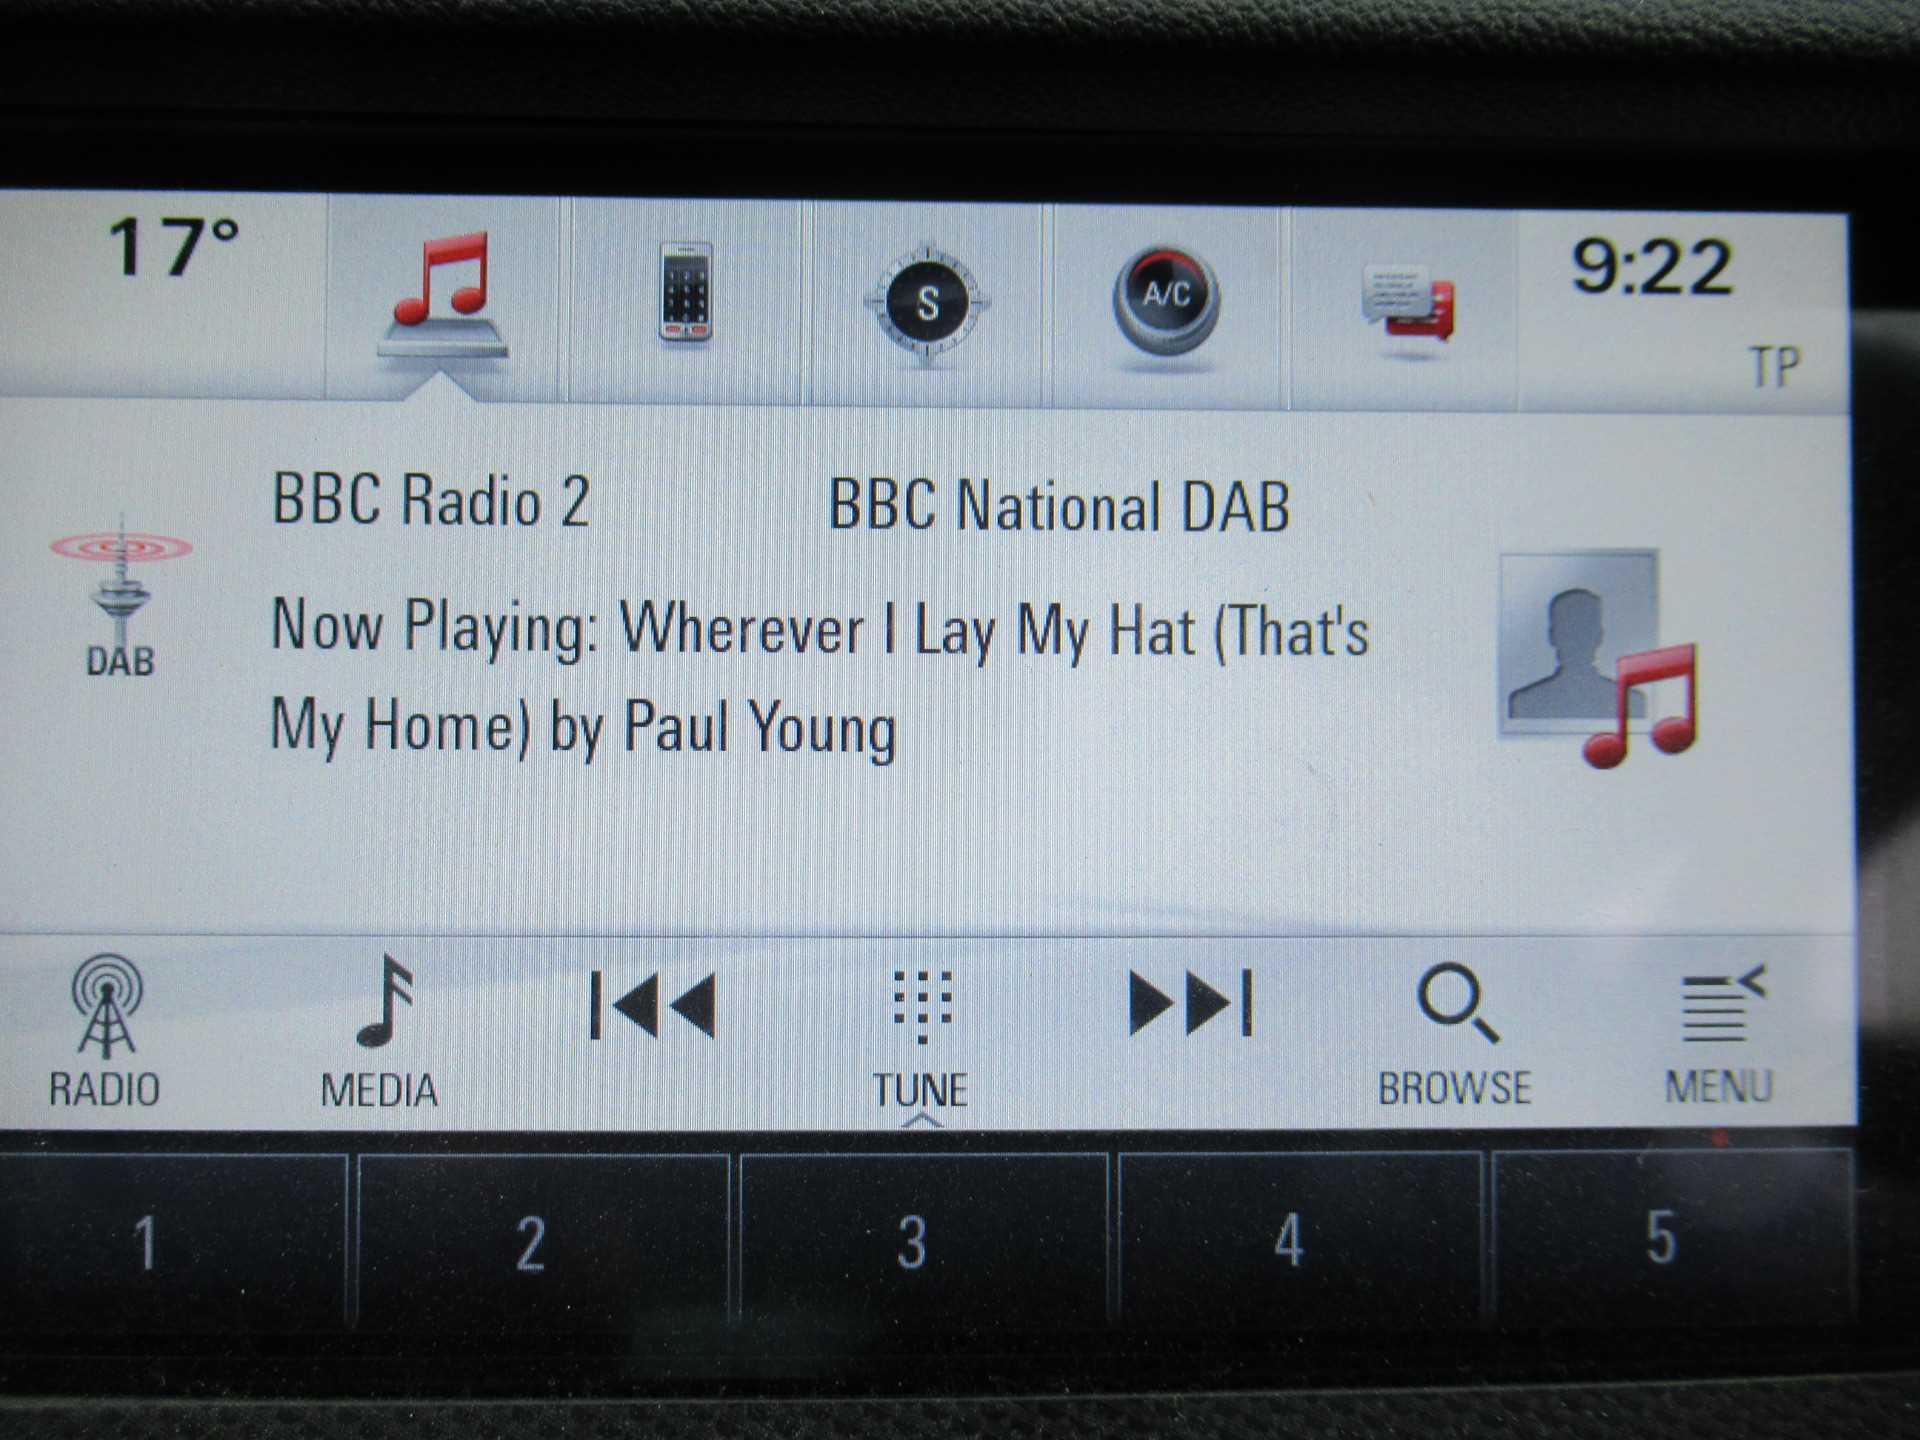 17°
S
A/C
9:22
TP
BBC Radio 2
BBC National DAB
DAB
Now Playing: Wherever I Lay My Hat (That's
My Home) by Paul Young
RADIO
MEDIA
TUNE
BROWSE
MENU
1
2
3
4
5